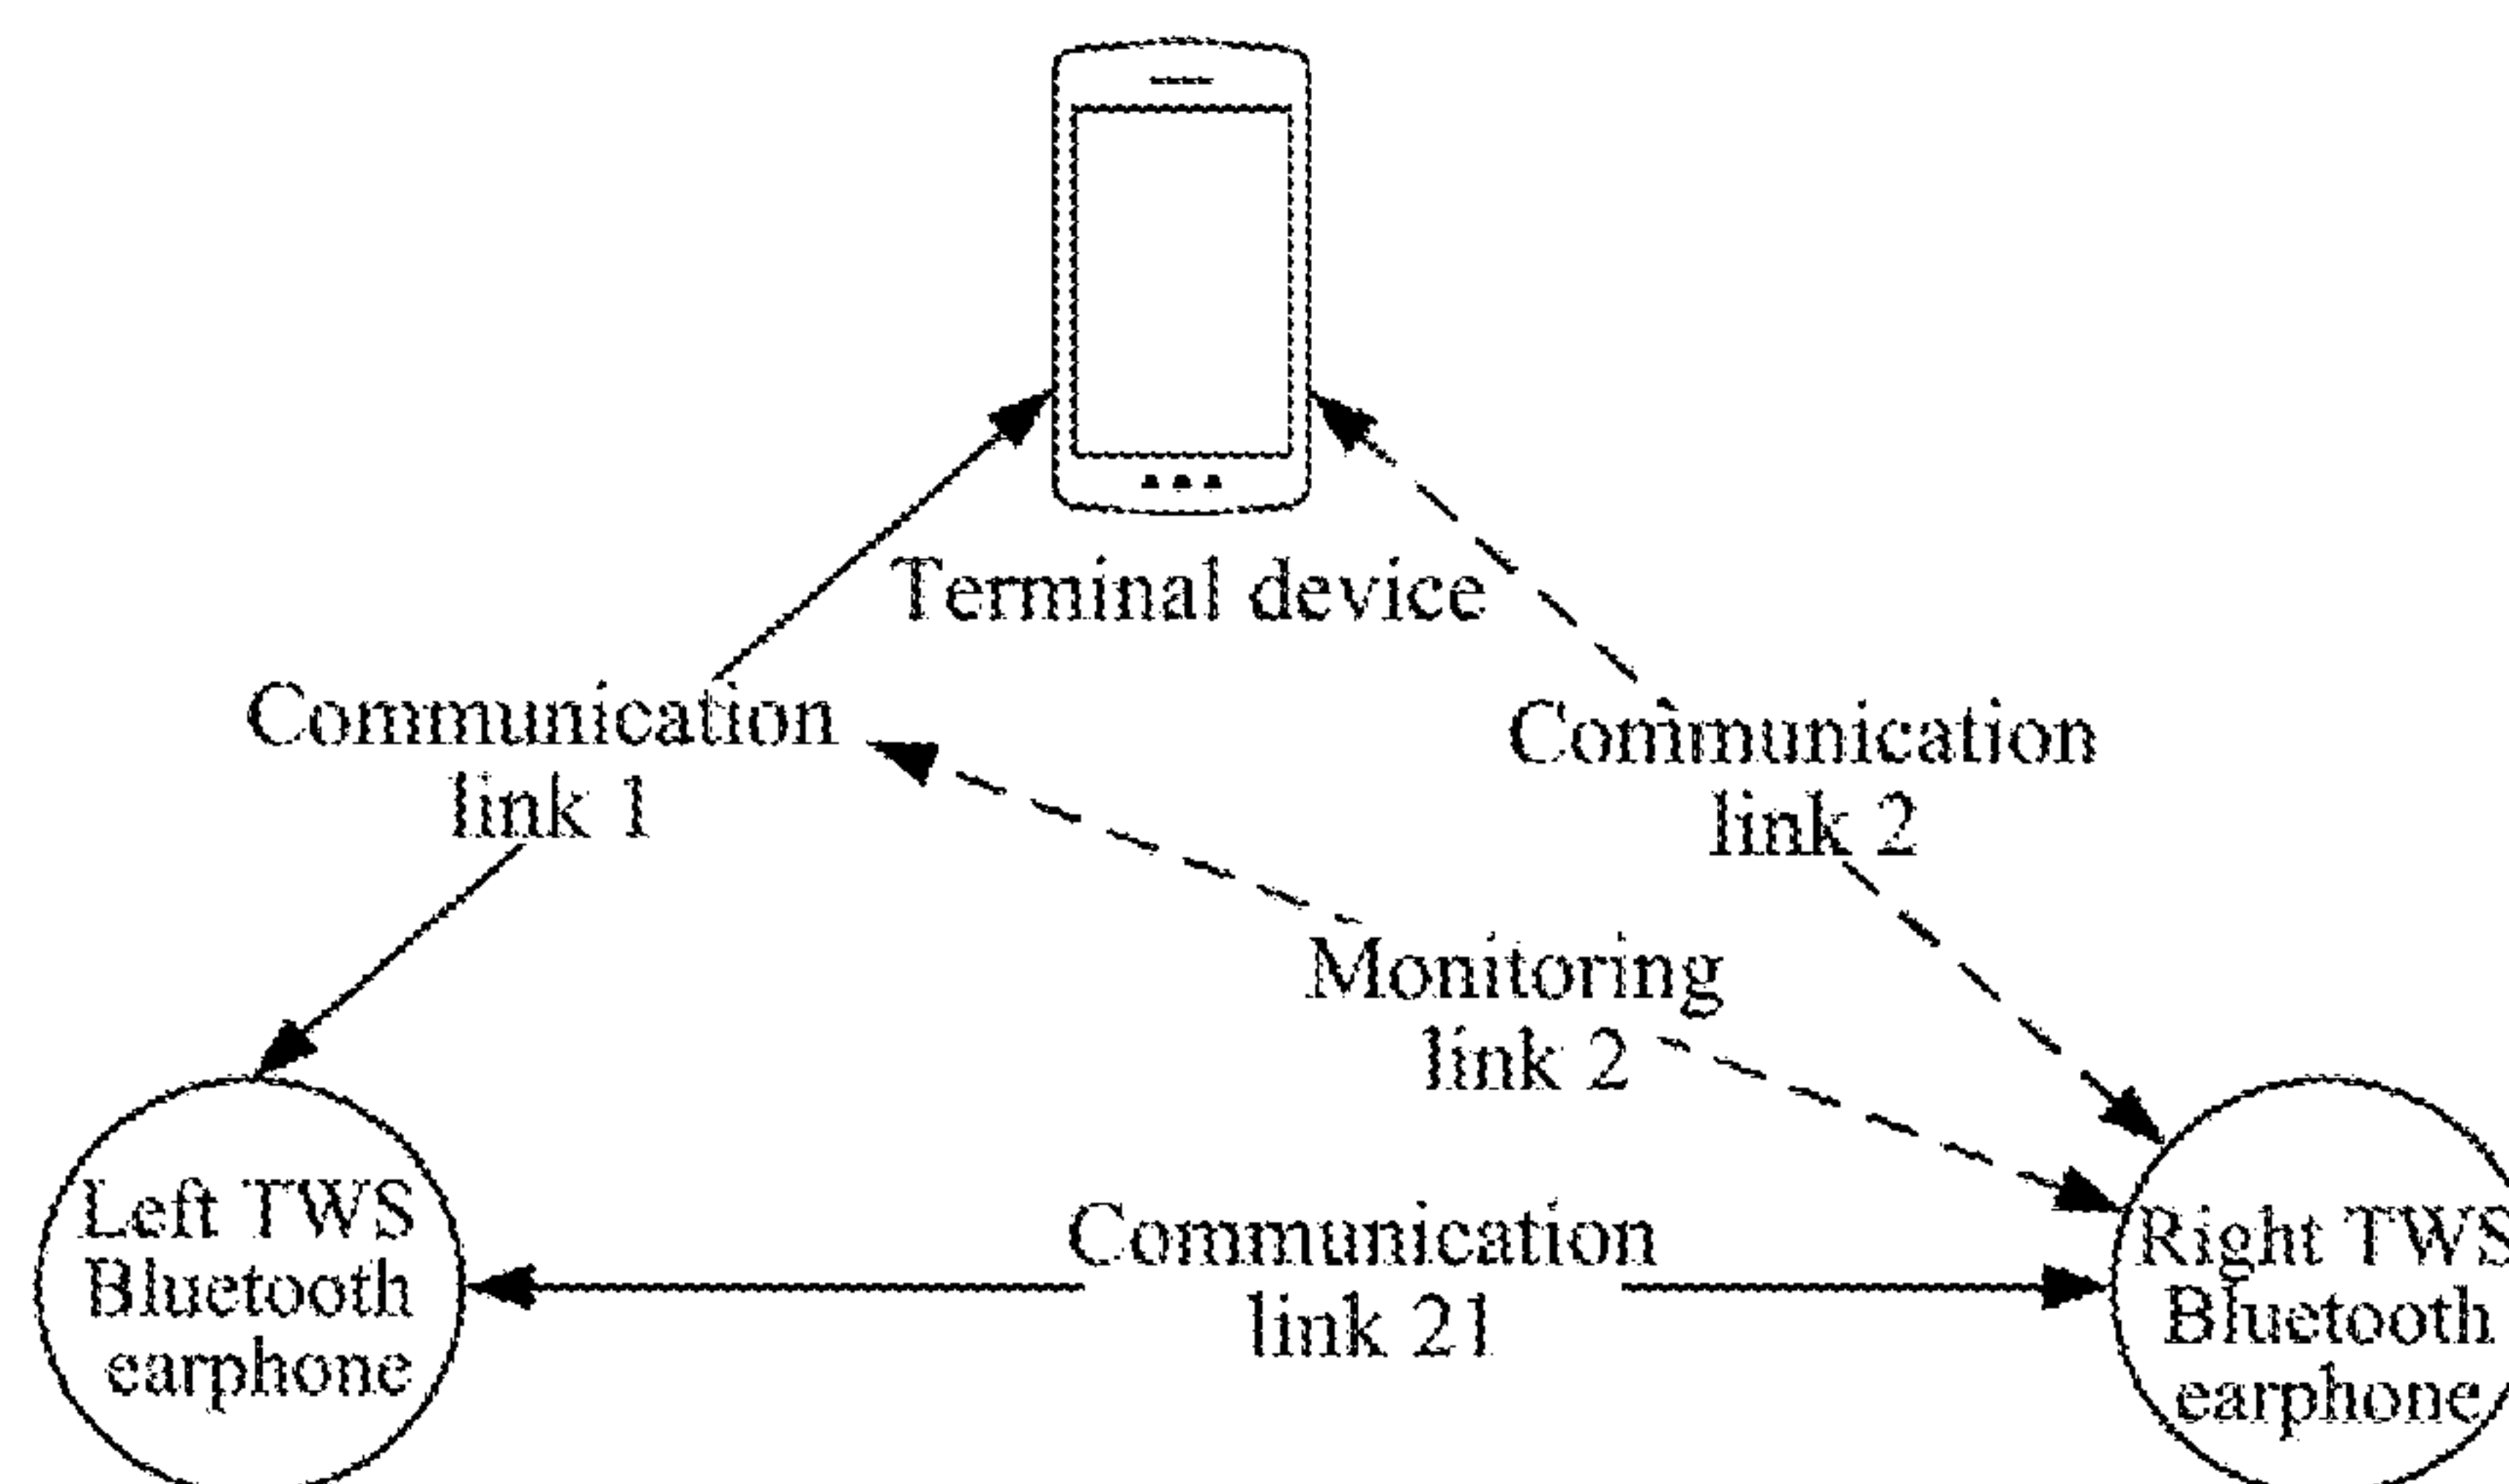 Terminal device
Communication
link 1
Communication
link 2
Monitoring
link 2
Left TWS
Bluetooth
earphone
Communication
link 21
Right TWS
Bluetooth
earphone